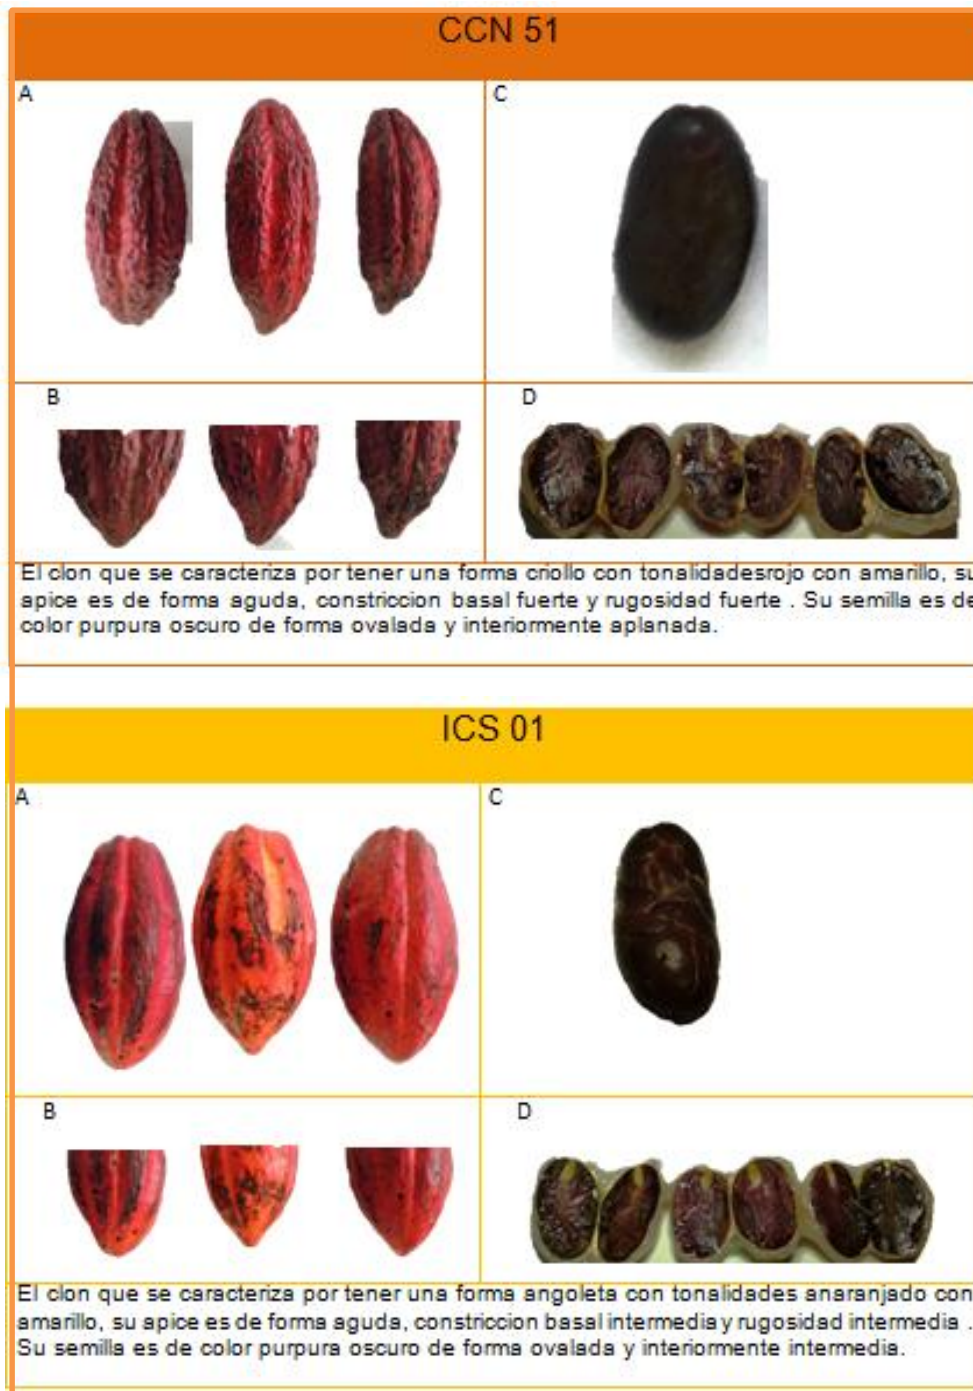 CCN 51
A
C
B
D
El clon que se caracteriza por tener una forma criollo con tonalidadesrojo con amarillo, su
apice es de forma aguda, constriccion basal fuerte y rugosidad fuerte . Su semilla es de
color purpura oscuro de forma ovalada y interiormente aplanada.
ICS 01
A
C
B
D
El clon que se caracteriza por tener una forma angoleta con tonalidades anaranjado con
amarillo, su apice es de forma aguda, constriccion basal intermedia y rugosidad intermedia .
Su semilla es de color purpura oscuro de forma ovalada y interiormente intermedia.